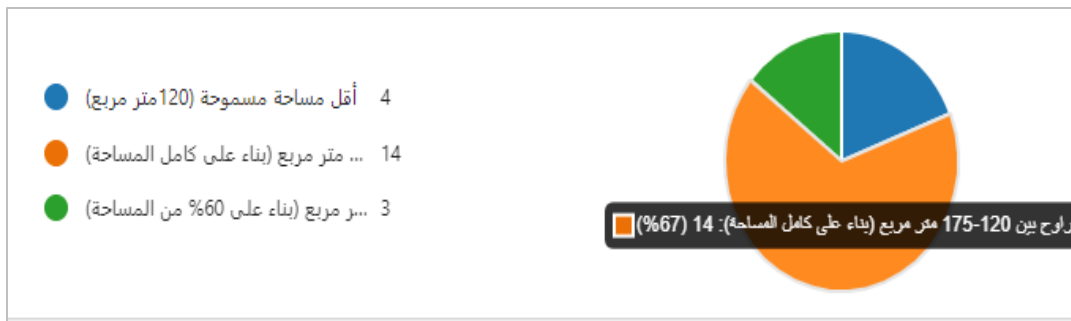 أقل مساحة مسموحة (120متر مربع) 4
... متر مربع (بناء على كامل المساحة) 14
...ر مربع (بناء على 60% من المساحة) 3
راوح بين 120-175 متر مربع (بناء على كامل المساحة): 14 (67%)